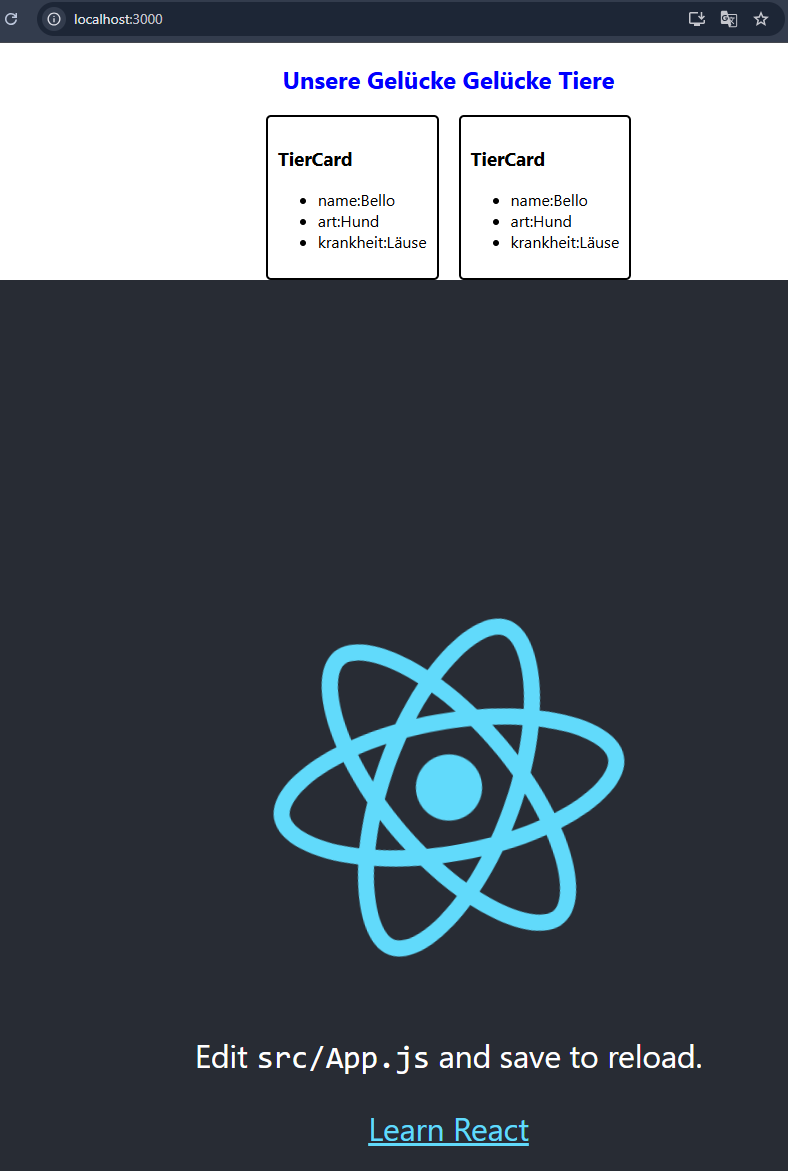 localhost:3000
Unsere Gelücke Gelücke Tiere
TierCard
name:Bello
art:Hund
krankheit:Läuse
TierCard
name:Bello
art:Hund
krankheit:Läuse
Edit src/App.js and save to reload.
Learn React